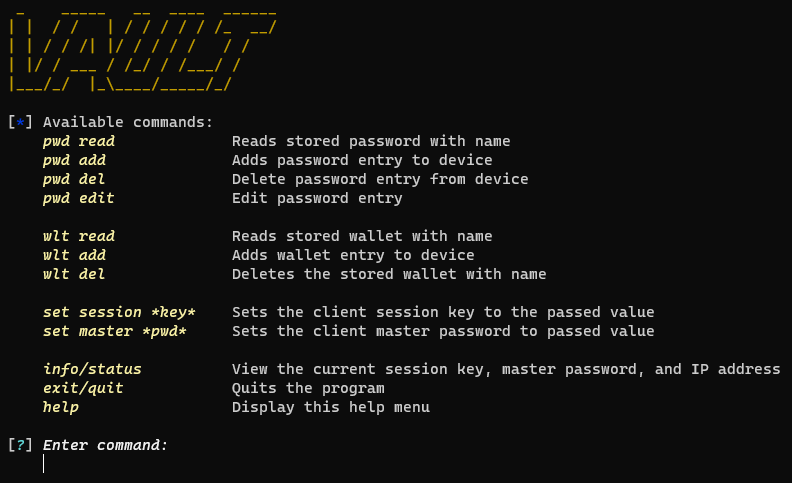 VAULT
[*] Available commands:
pwd read Reads stored password with name
pwd add Adds password entry to device
pwd del Delete password entry from device
pwd edit Edit password entry
wlt read Reads stored wallet with name
wlt add Adds wallet entry to device
wlt del Deletes the stored wallet with name
set session *key* Sets the client session key to the passed value
set master *pwd* Sets the client master password to passed value
info/status View the current session key, master password, and IP address
exit/quit Quits the program
help Display this help menu
[?] Enter command: